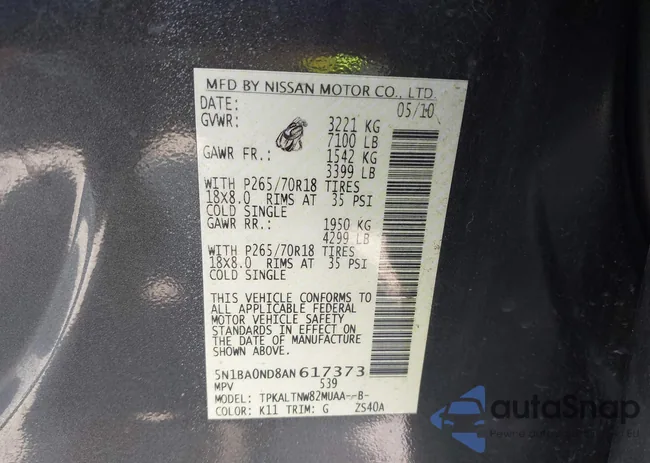 MFD BY NISSAN MOTOR CO., LTD.
DATE: 05/10
GVWR: 3221 KG
7100 LB
GAWR FR.: 1542 KG
3399 LB
WITH P265/70R18 TIRES
18X8.0 RIMS AT 35 PSI
COLD SINGLE
GAWR RR.: 1950 KG
4299 LB
WITH P265/70R18 TIRES
18X8.0 RIMS AT 35 PSI
COLD SINGLE
THIS VEHICLE CONFORMS TO
ALL APPLICABLE FEDERAL
MOTOR VEHICLE SAFETY
STANDARDS IN EFFECT ON
THE DATE OF MANUFACTURE
SHOWN ABOVE.
5N1BA0ND8AN617373
MPV 539
MODEL: TPKALTNW82MUAA--B-
COLOR: K11 TRIM: G ZS40A
autoSnap